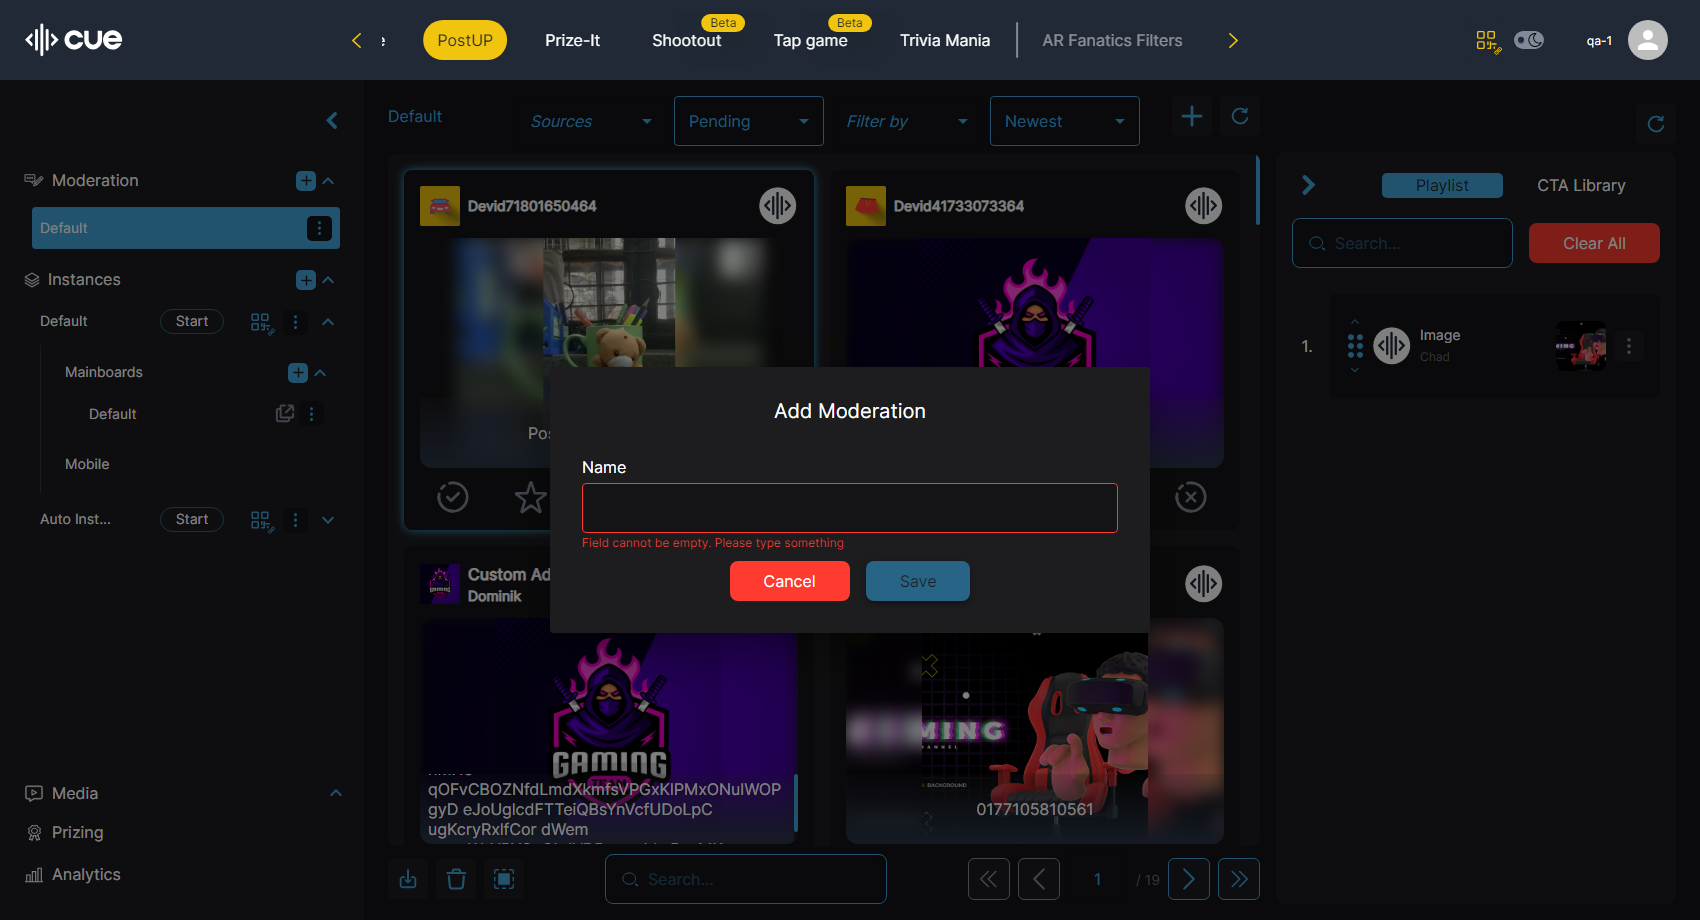 cue
PostUP
Prize-It
Beta
Shootout
Beta
Tap game
Trivia Mania
AR Fanatics Filters
qa-1
Default
Sources
Pending
Filter by
Newest
Moderation
Default
Instances
Default
Start
Mainboards
Default
Mobile
Auto Inst...
Start
Media
Prizing
Analytics
Devid71801650464
Devid41733073364
Custom Ad
Dominik
GAMING
qOFvCBOZNfdLmdXkmfsVPGxKlPMxONulWOP
gyD eJoUglcdFTTeiQBsYnVcfUDoLpC
ugKcryRxlfCor dWem
MING
BACKGROUND
0177105810561
Add Moderation
Name
Field cannot be empty. Please type something
Cancel
Save
Search...
1
/ 19
Playlist
CTA Library
Search...
Clear All
1.
Image
Chad